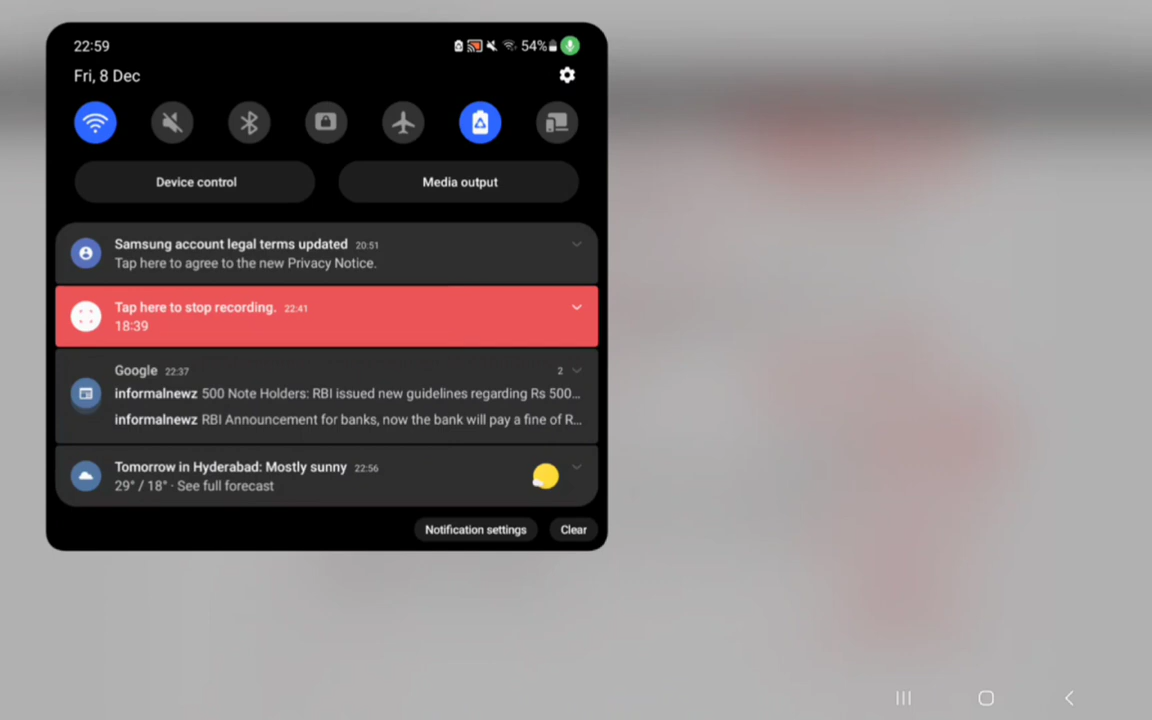 22:59
54%
Fri, 8 Dec
Device control
Media output
Samsung account legal terms updated 20:51
Tap here to agree to the new Privacy Notice.
Tap here to stop recording. 22:41
18:39
Google 22:37
2
informalnewz 500 Note Holders: RBI issued new guidelines regarding Rs 500...
informalnewz RBI Announcement for banks, now the bank will pay a fine of R...
Tomorrow in Hyderabad: Mostly sunny 22:56
29° / 18° · See full forecast
Notification settings
Clear